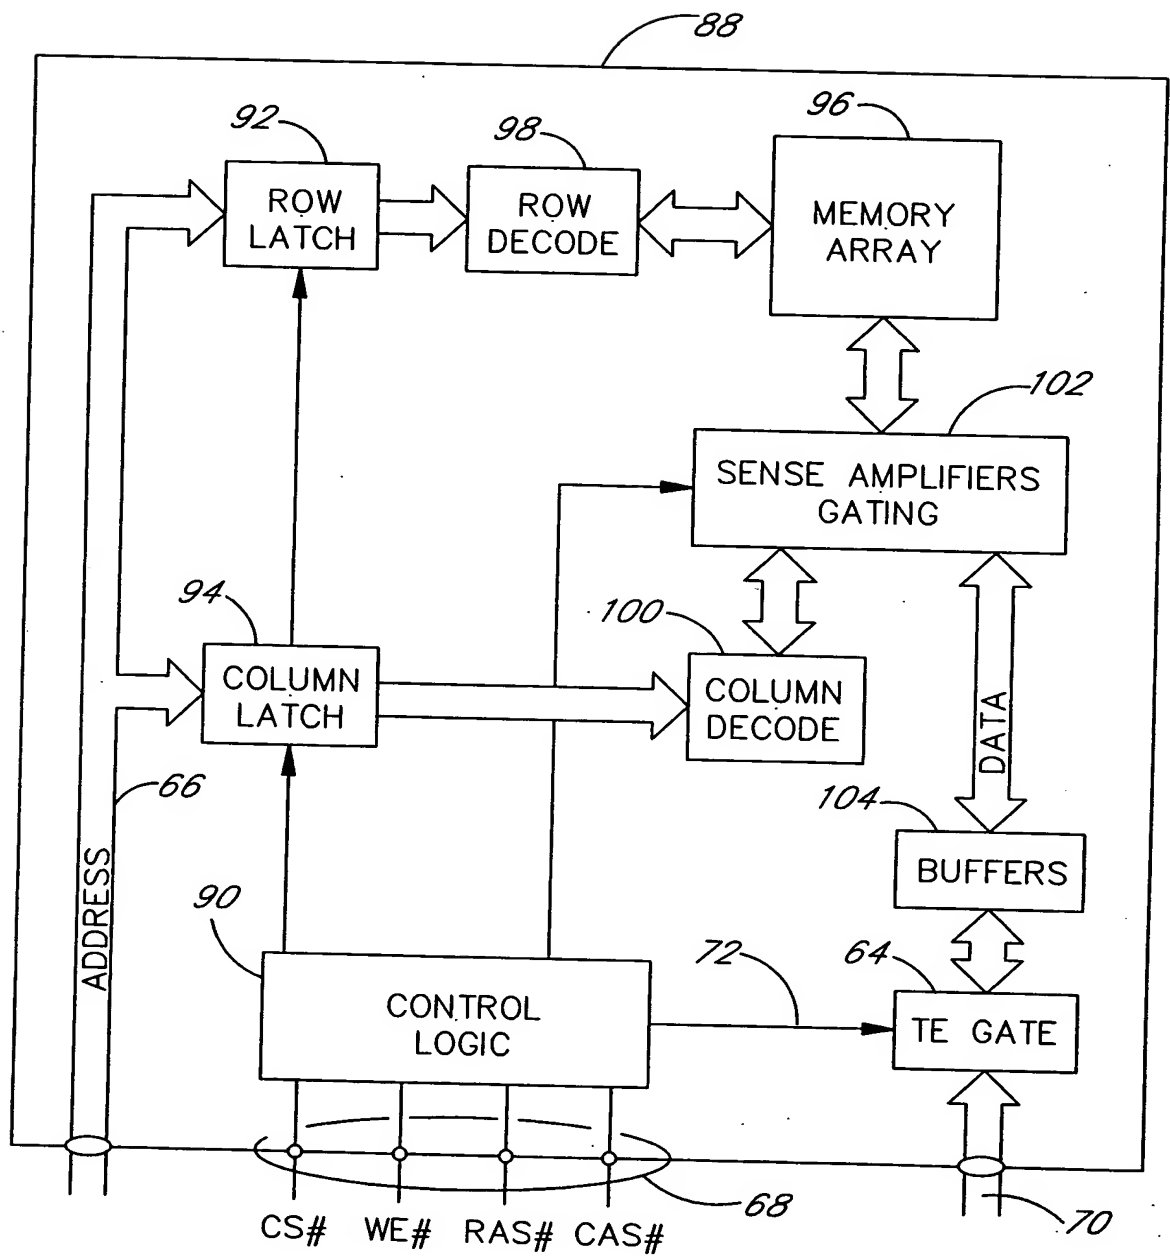 88
92
98
96
ROW
LATCH
ROW
DECODE
MEMORY
ARRAY
102
SENSE AMPLIFIERS
GATING
94
100
COLUMN
LATCH
COLUMN
DECODE
DATA
66
104
ADDRESS
BUFFERS
90
72
64
CONTROL
LOGIC
TE GATE
68
70
CS# WE# RAS# CAS#